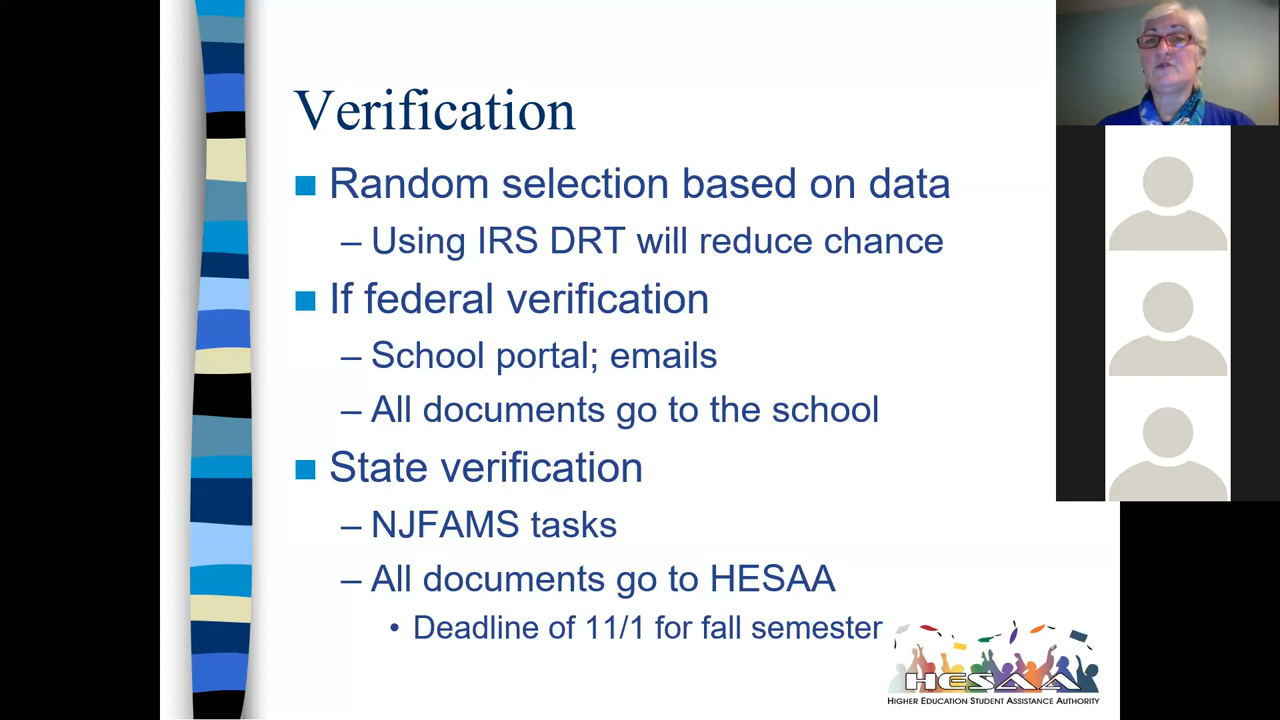 Verification
Random selection based on data
– Using IRS DRT will reduce chance
If federal verification
– School portal; emails
– All documents go to the school
State verification
– NJFAMS tasks
– All documents go to HESAA
• Deadline of 11/1 for fall semester
HESAA
HIGHER EDUCATION STUDENT ASSISTANCE AUTHORITY